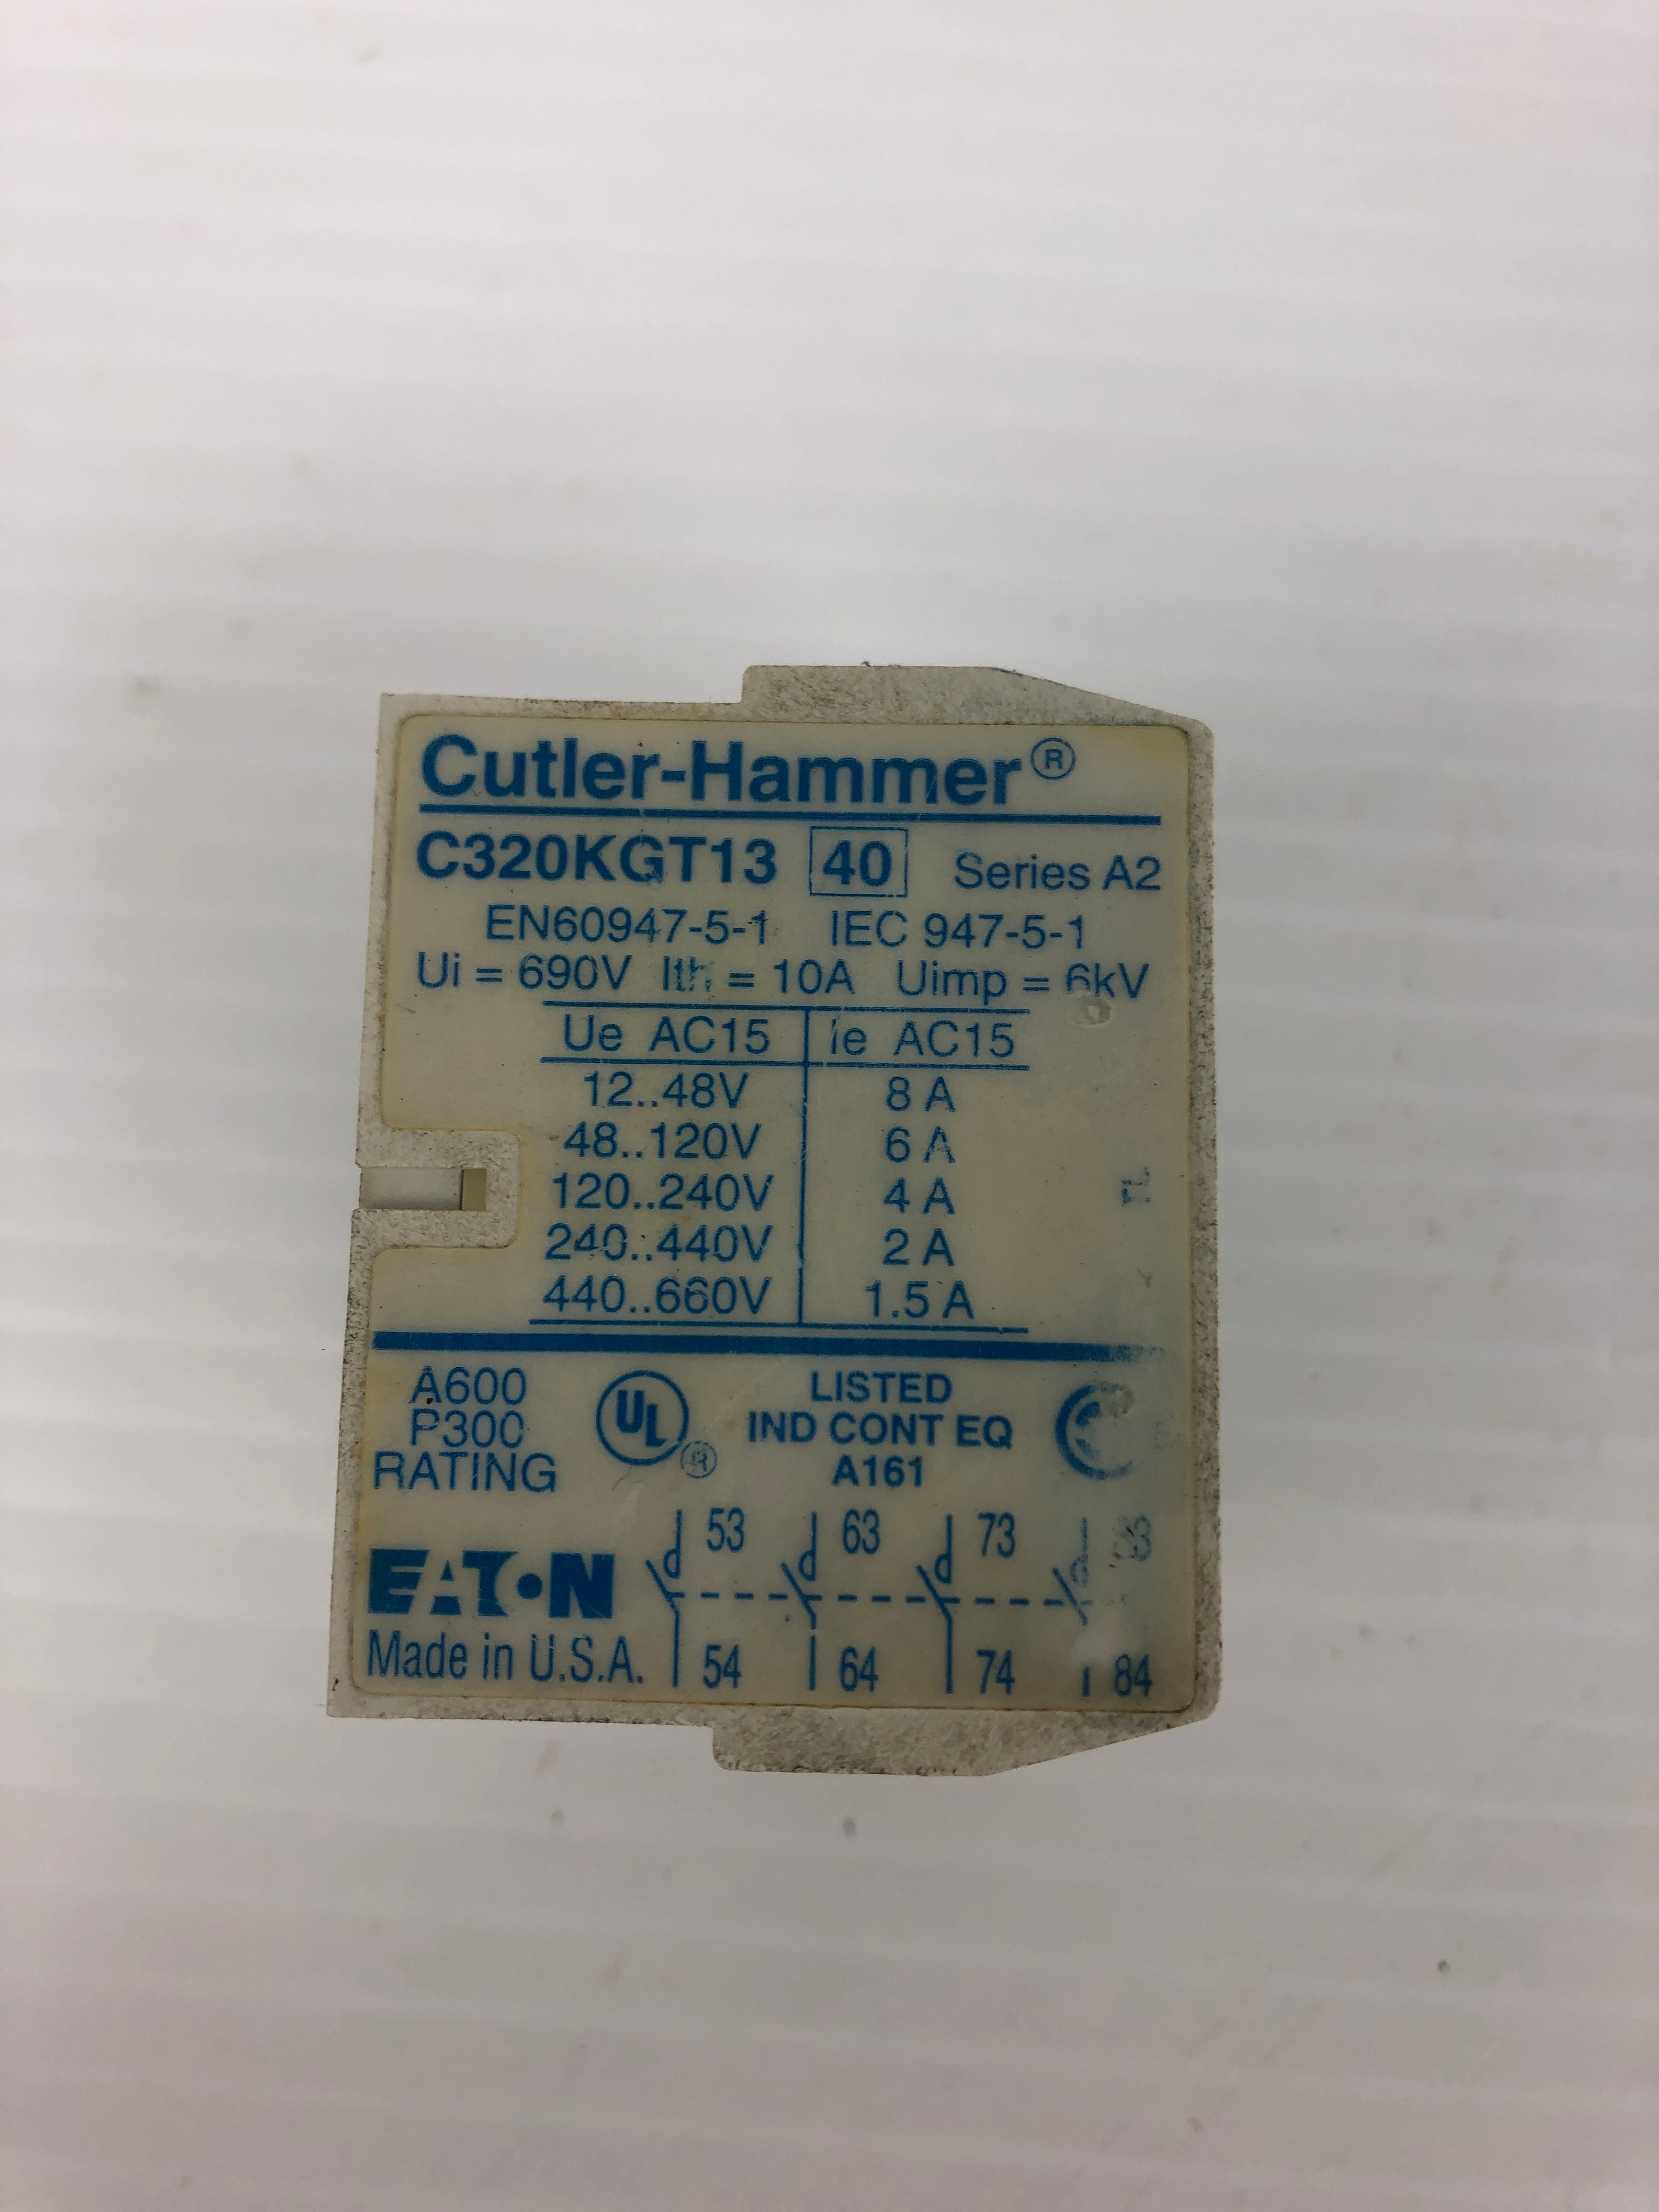 Cutler-Hammer®
C320KGT13 40 Series A2
EN60947-5-1 IEC 947-5-1
Ui = 690V Ith = 10A Uimp = 6kV
Ue AC15 Ie AC15
12..48V 8 A
48..120V 6 A
120..240V 4 A
240..440V 2 A
440..660V 1.5 A
TL
A600
P300
RATING
UL®
LISTED
IND CONT EQ
A161
53 63 73
EATON
Made in U.S.A.
54 64 74 84